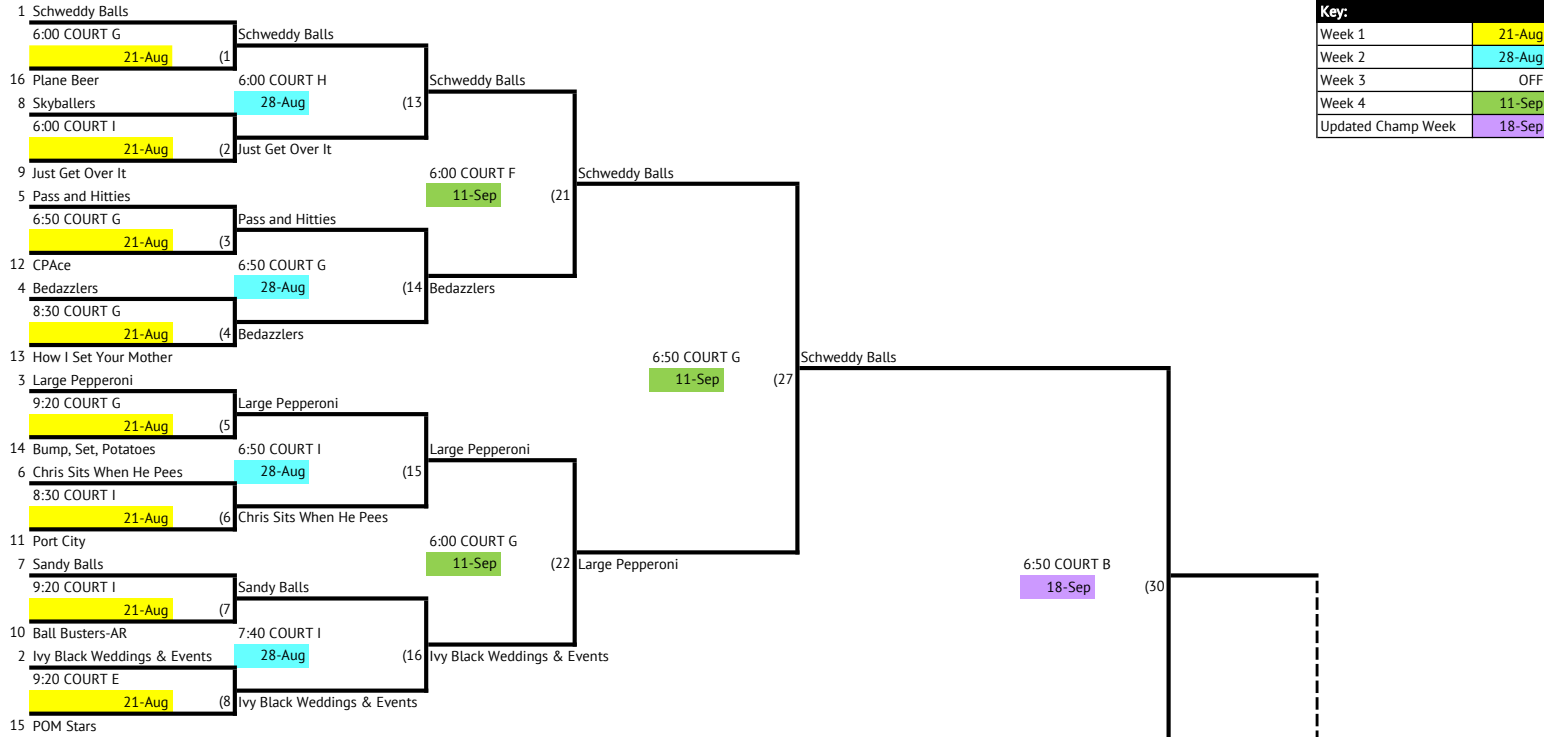 1 Schweddy Balls
6:00 COURT G
21-Aug (1
Schweddy Balls
16 Plane Beer
6:00 COURT H
28-Aug (13
Schweddy Balls
8 Skyballers
6:00 COURT I
21-Aug (2
Just Get Over It
9 Just Get Over It
6:00 COURT F
11-Sep (21
Schweddy Balls
5 Pass and Hitties
6:50 COURT G
21-Aug (3
Pass and Hitties
12 CPAce
6:50 COURT G
28-Aug (14
Bedazzlers
4 Bedazzlers
8:30 COURT G
21-Aug (4
Bedazzlers
13 How I Set Your Mother
6:50 COURT G
11-Sep (27
Schweddy Balls
3 Large Pepperoni
9:20 COURT G
21-Aug (5
Large Pepperoni
14 Bump, Set, Potatoes
6:50 COURT I
28-Aug (15
Large Pepperoni
6 Chris Sits When He Pees
8:30 COURT I
21-Aug (6
Chris Sits When He Pees
11 Port City
6:00 COURT G
11-Sep (22
Large Pepperoni
7 Sandy Balls
9:20 COURT I
21-Aug (7
Sandy Balls
10 Ball Busters-AR
7:40 COURT I
28-Aug (16
Ivy Black Weddings & Events
2 Ivy Black Weddings & Events
9:20 COURT E
21-Aug (8
Ivy Black Weddings & Events
15 POM Stars
6:50 COURT B
18-Sep (30
Key:
Week 1 21-Aug
Week 2 28-Aug
Week 3 OFF
Week 4 11-Sep
Updated Champ Week 18-Sep